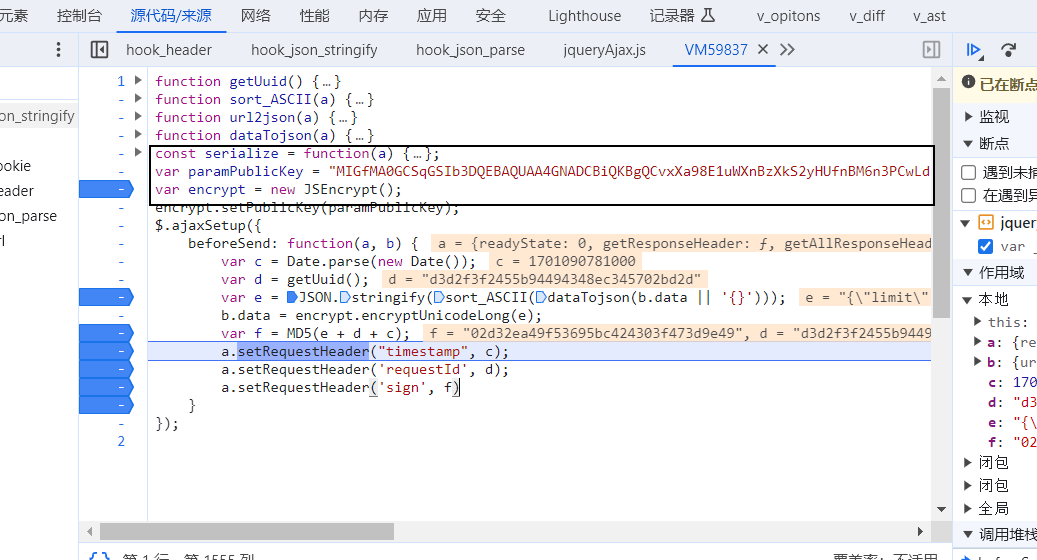 元素 控制台 源代码/来源 网络 性能 内存 应用 安全 Lighthouse 记录器 v_opitons v_diff v_ast
hook_header hook_json_stringify hook_json_parse jqueryAjax.js VM59837
on_stringify
ookie
eader
on_parse
rl
1 function getUuid() {…}
- function sort_ASCII(a) {…}
- function url2json(a) {…}
- function dataTojson(a) {…}
- const serialize = function(a) {…};
- var paramPublicKey = "MIGfMA0GCSqGSIb3DQEBAQUAA4GNADCBiQKBgQCvxXa98E1uWXnBzXkS2yHUfnBM6n3PCwLd
- var encrypt = new JSEncrypt();
- encrypt.setPublicKey(paramPublicKey);
- $.ajaxSetup({
- beforeSend: function(a, b) { a = {readyState: 0, getResponseHeader: ƒ, getAllResponseHead
- var c = Date.parse(new Date()); c = 1701090781000
- var d = getUuid(); d = "d3d2f3f2455b94494348ec345702bd2d"
- var e = JSON.stringify(sort_ASCII(dataTojson(b.data || '{}'))); e = "{\"limit\"
- b.data = encrypt.encryptUnicodeLong(e);
- var f = MD5(e + d + c); f = "02d32ea49f53695bc424303f473d9e49", d = "d3d2f3f2455b9449
- a.setRequestHeader("timestamp", c);
- a.setRequestHeader('requestId', d);
- a.setRequestHeader('sign', f)
- }
- });
2
已在断点
监视
断点
遇到未捕
在遇到异
jquery
var
作用域
本地
this:
a: {re
b: {ur
c: 170
d: "d3
e: "{\
f: "02
闭包
闭包
全局
调用堆栈
{} 第 1 行，第 1555 列 覆盖率：不适用